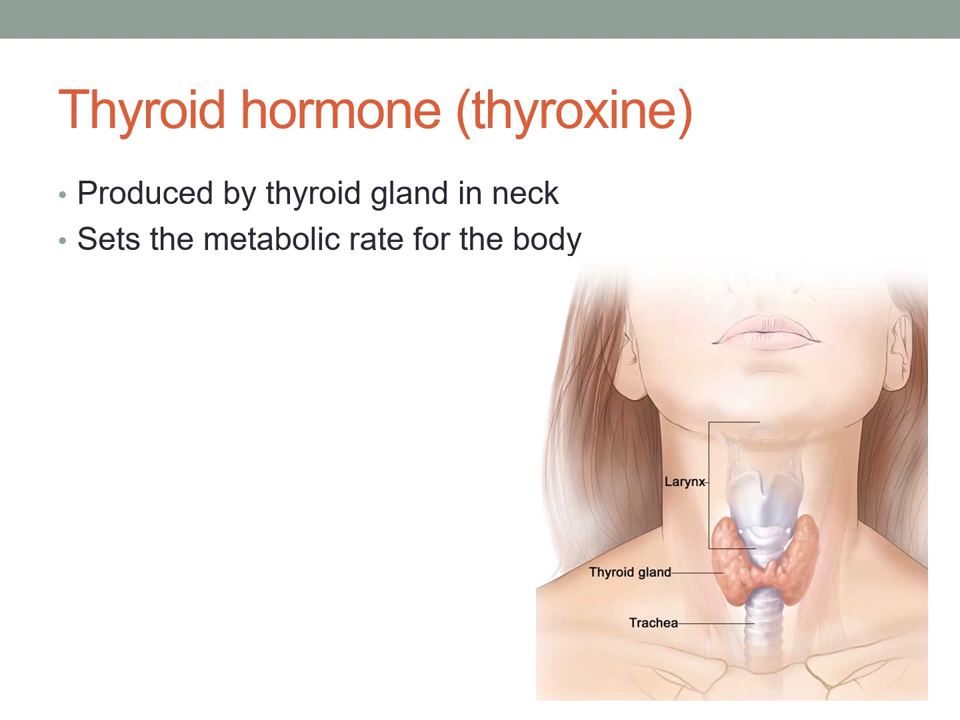 Thyroid hormone (thyroxine)
• Produced by thyroid gland in neck
• Sets the metabolic rate for the body
Larynx
Thyroid gland
Trachea